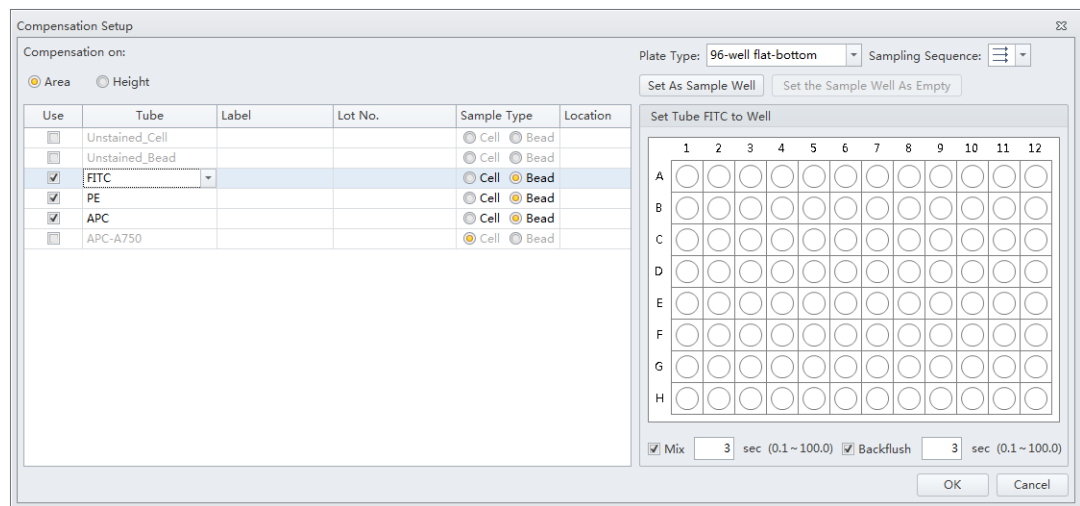 Compensation Setup
Compensation on:
Area Height
Use Tube Label Lot No. Sample Type Location
Unstained_Cell Cell Bead
Unstained_Bead Cell Bead
FITC Cell Bead
PE Cell Bead
APC Cell Bead
APC-A750 Cell Bead
Plate Type: 96-well flat-bottom Sampling Sequence:
Set As Sample Well Set the Sample Well As Empty
Set Tube FITC to Well
1 2 3 4 5 6 7 8 9 10 11 12
A
B
C
D
E
F
G
H
Mix 3 sec (0.1~100.0) Backflush 3 sec (0.1~100.0)
OK Cancel